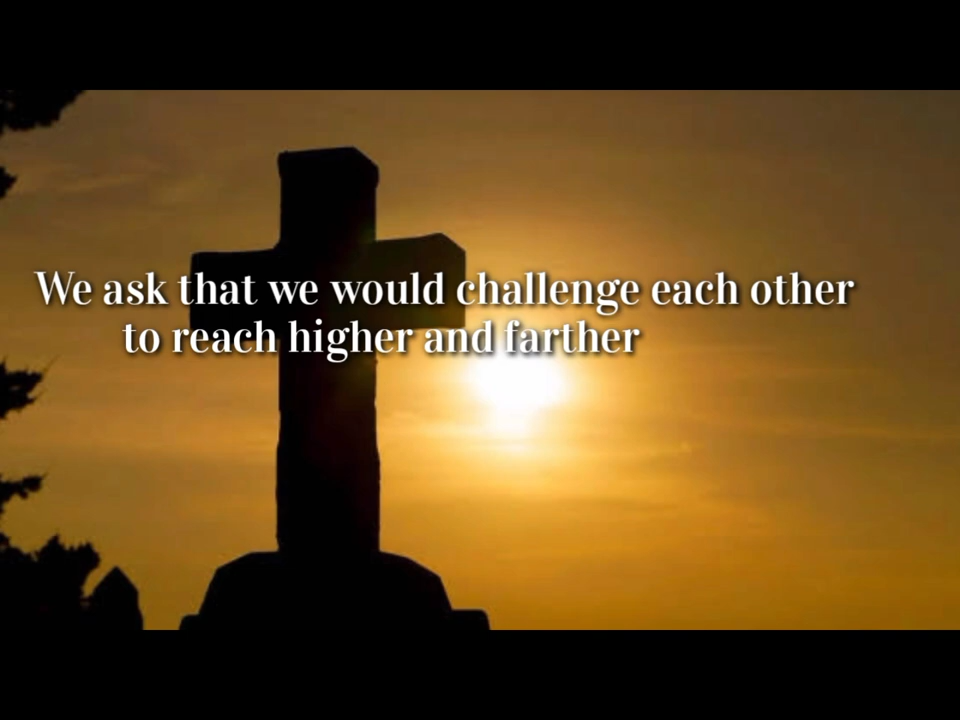 We ask that we would challenge each other
to reach higher and farther